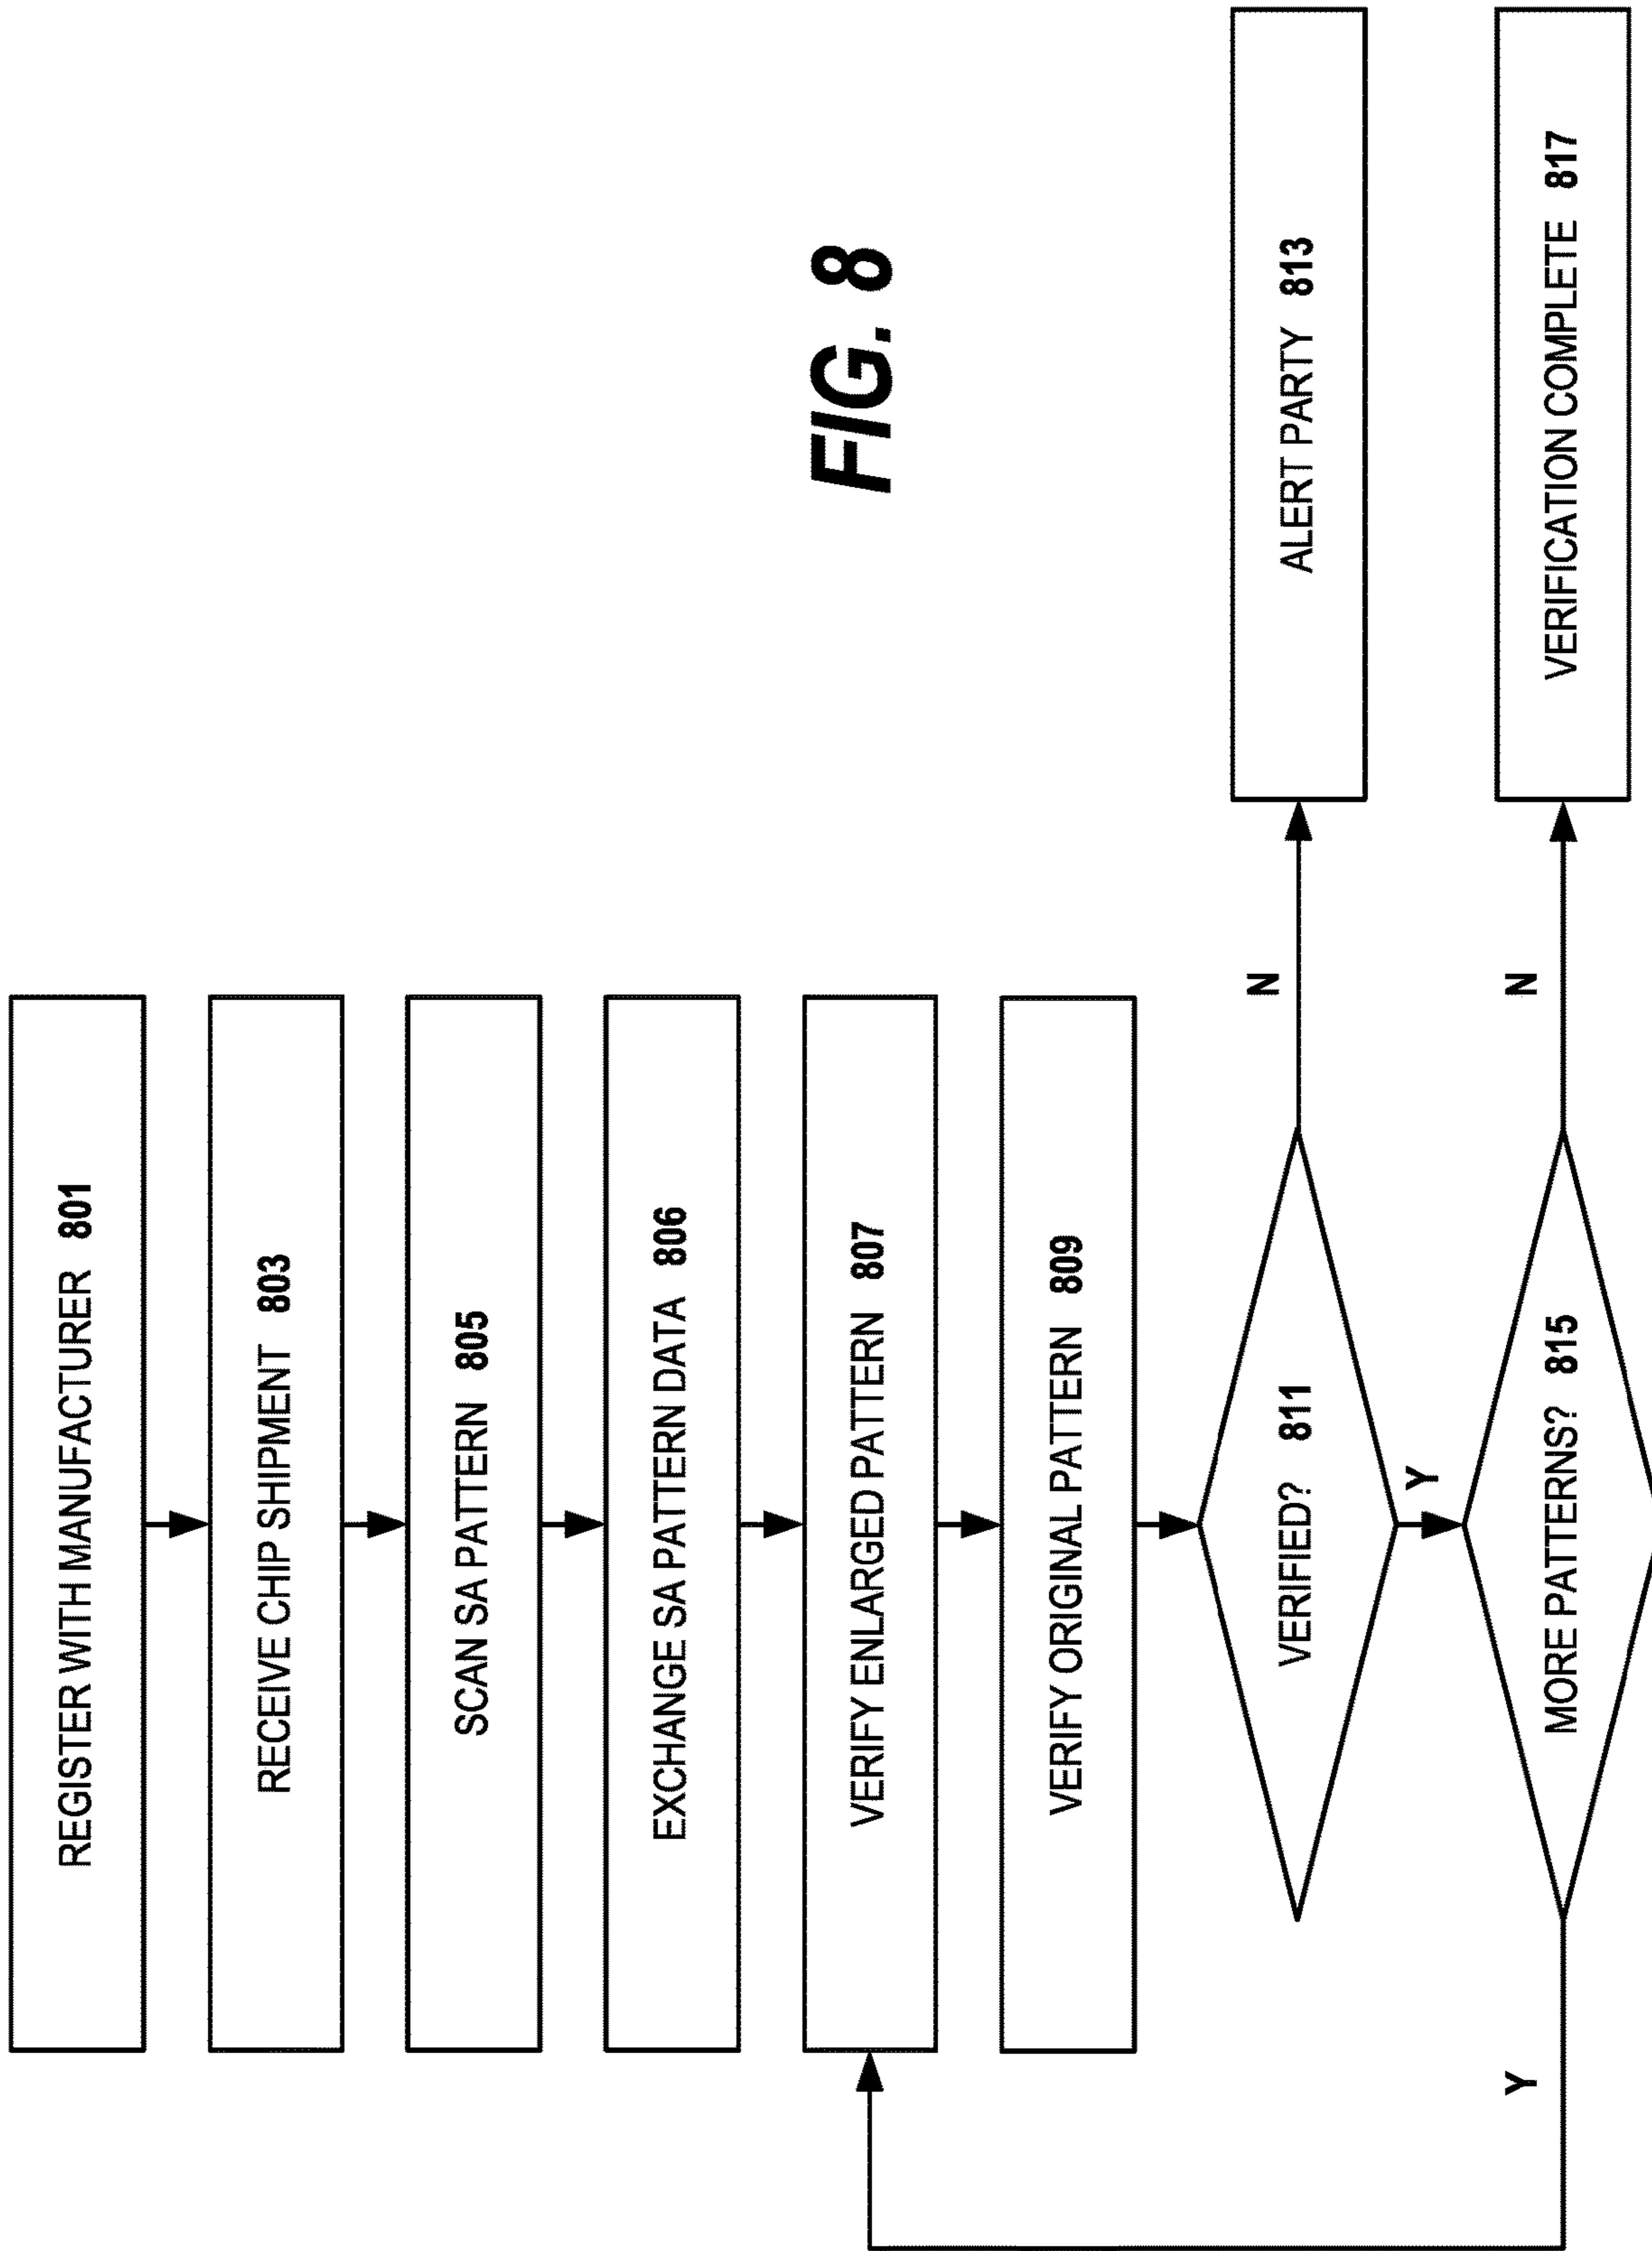 REGISTER WITH MANUFACTURER 801
RECEIVE CHIP SHIPMENT 803
SCAN SA PATTERN 805
EXCHANGE SA PATTERN DATA 806
VERIFY ENLARGED PATTERN 807
VERIFY ORIGINAL PATTERN 809
VERIFIED? 811
N
ALERT PARTY 813
Y
MORE PATTERNS? 815
Y
N
VERIFICATION COMPLETE 817
FIG. 8